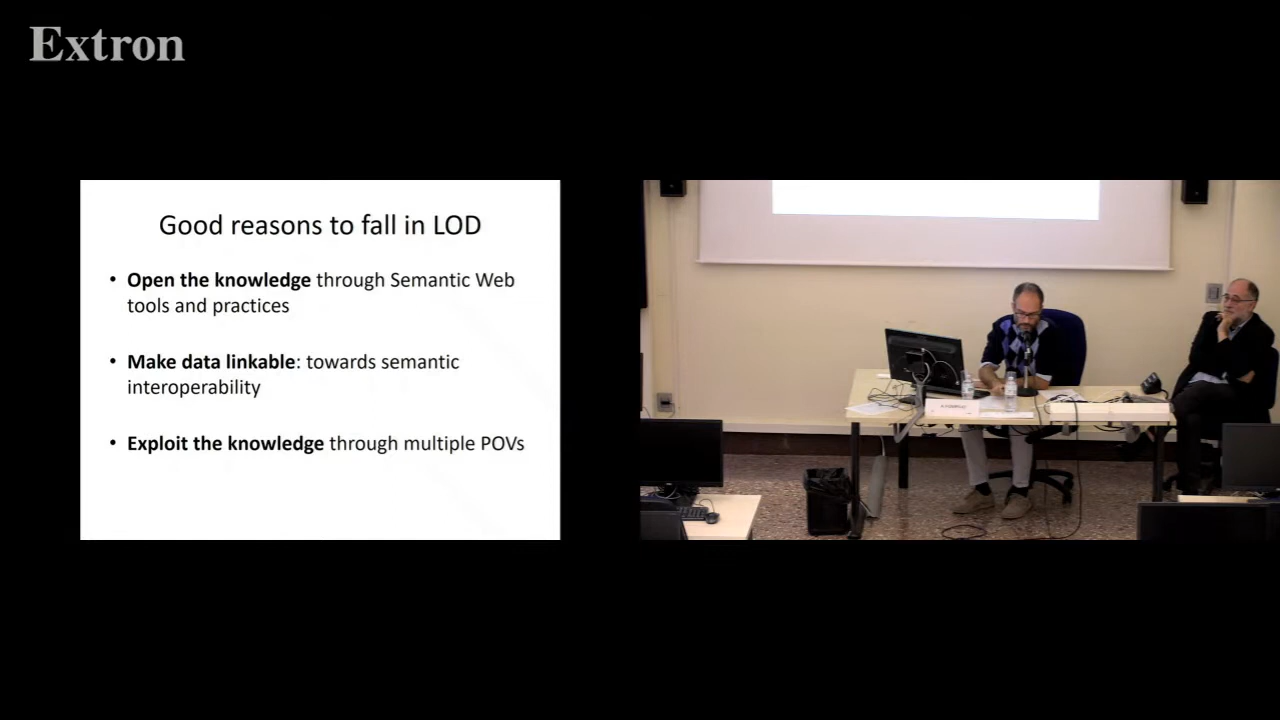 Extron
Good reasons to fall in LOD
• Open the knowledge through Semantic Web
tools and practices
• Make data linkable: towards semantic
interoperability
• Exploit the knowledge through multiple POVs